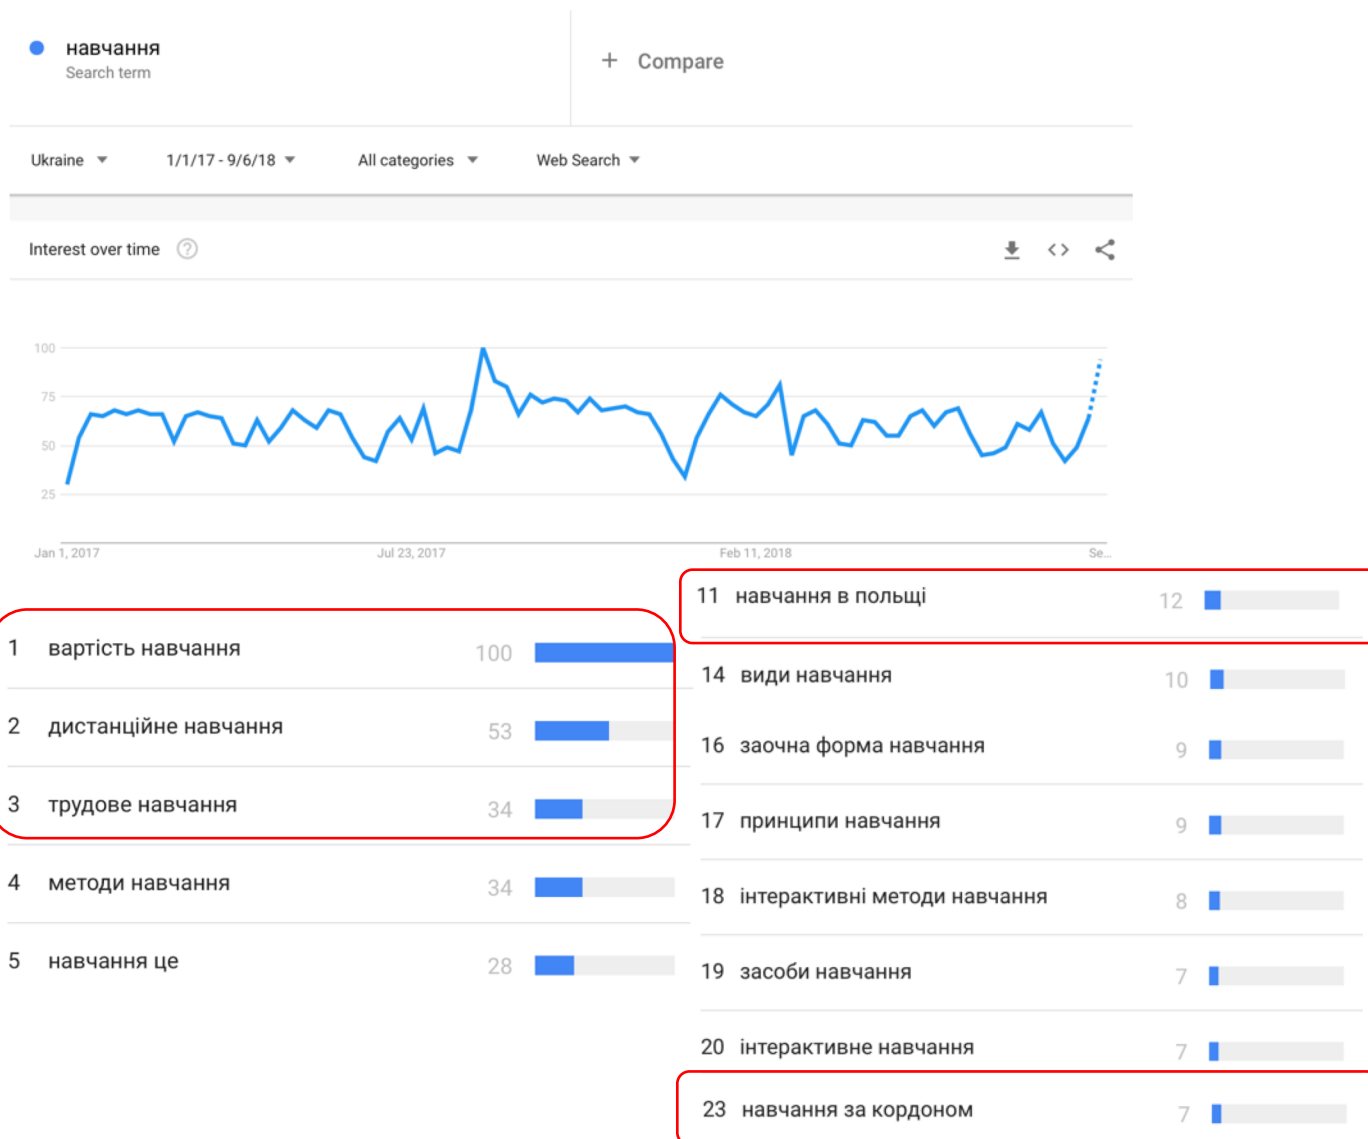 навчання
Search term
+ Compare
Ukraine
1/1/17 - 9/6/18
All categories
Web Search
Interest over time
?
100
75
50
25
Jan 1, 2017
Jul 23, 2017
Feb 11, 2018
Se...
1 вартість навчання 100
2 дистанційне навчання 53
3 трудове навчання 34
4 методи навчання 34
5 навчання це 28
11 навчання в польщі 12
14 види навчання 10
16 заочна форма навчання 9
17 принципи навчання 9
18 інтерактивні методи навчання 8
19 засоби навчання 7
20 інтерактивне навчання 7
23 навчання за кордоном 7